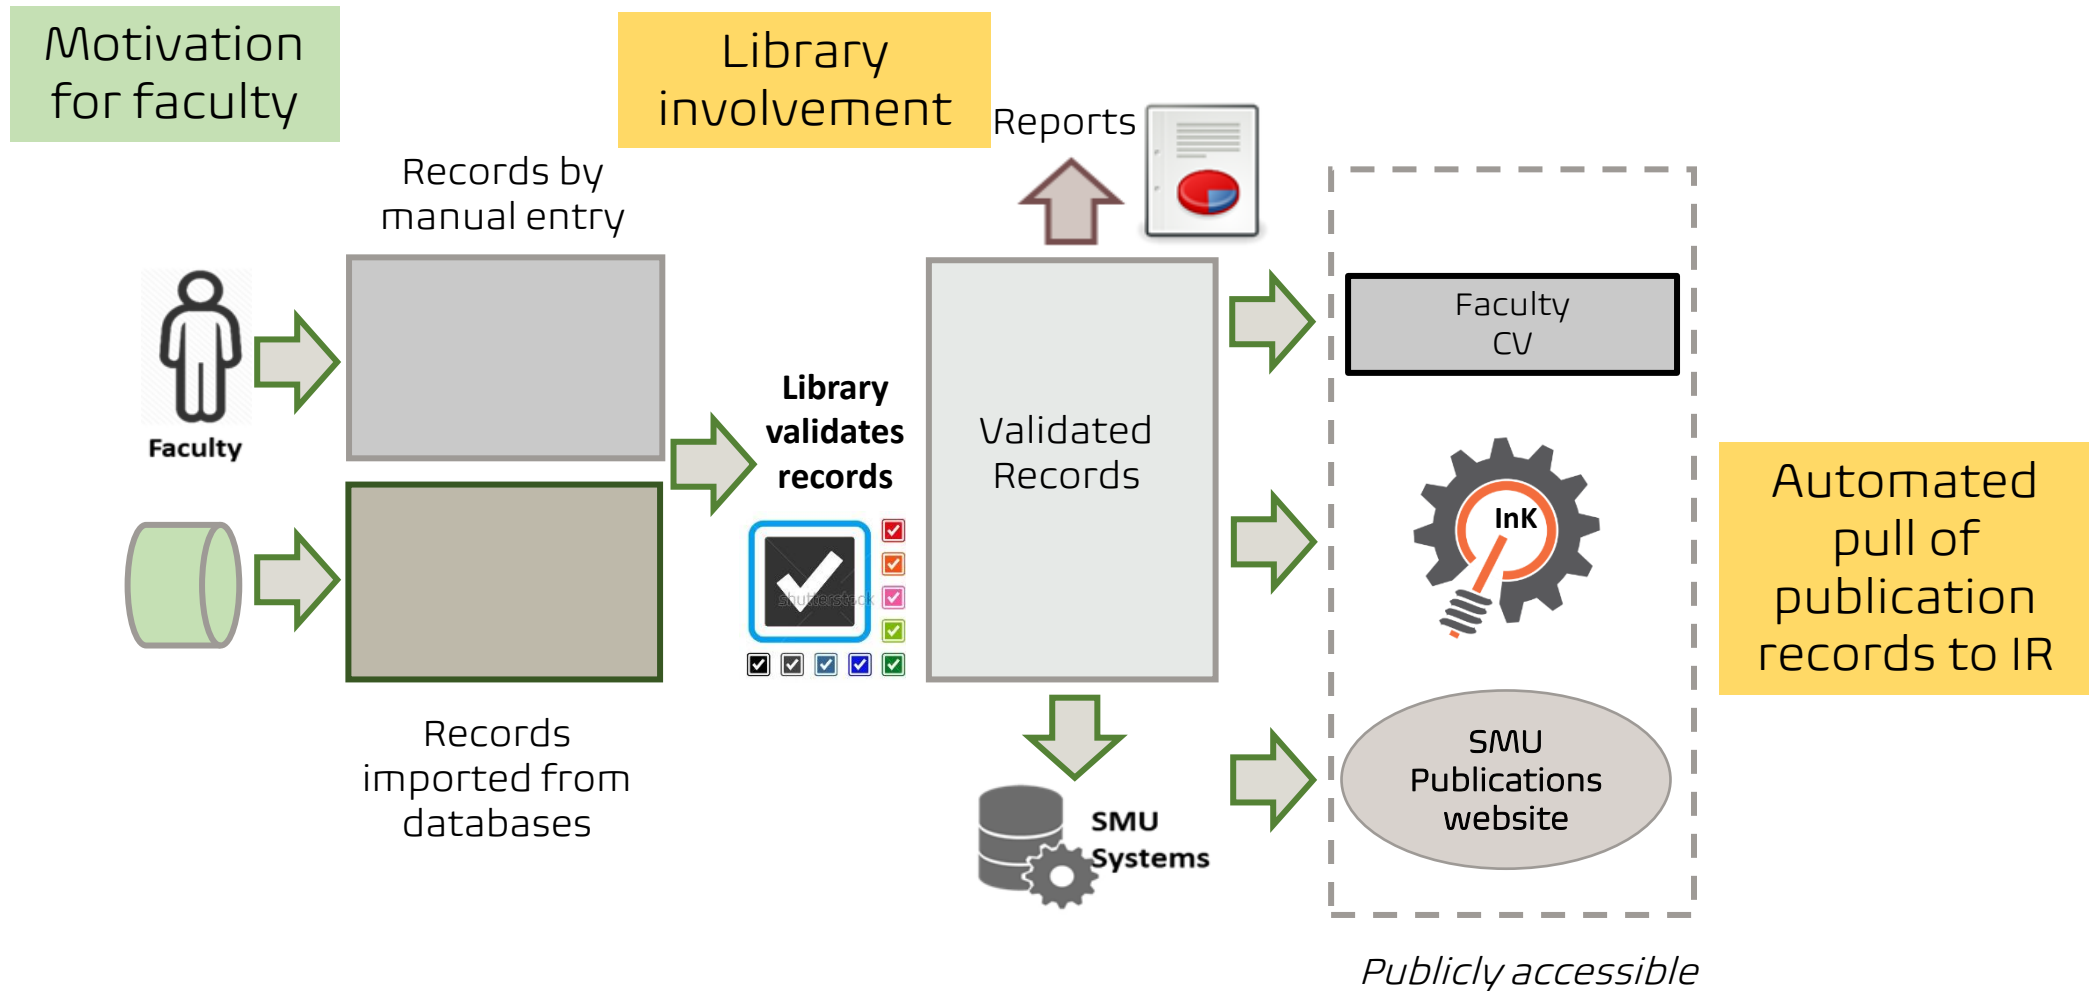 Motivation
for faculty
Library
involvement
Reports
Records by
manual entry
Faculty
Records
imported from
databases
Library
validates
records
shutterstock
Validated
Records
SMU
Systems
Faculty
CV
InK
SMU
Publications
website
Publicly accessible
Automated
pull of
publication
records to IR